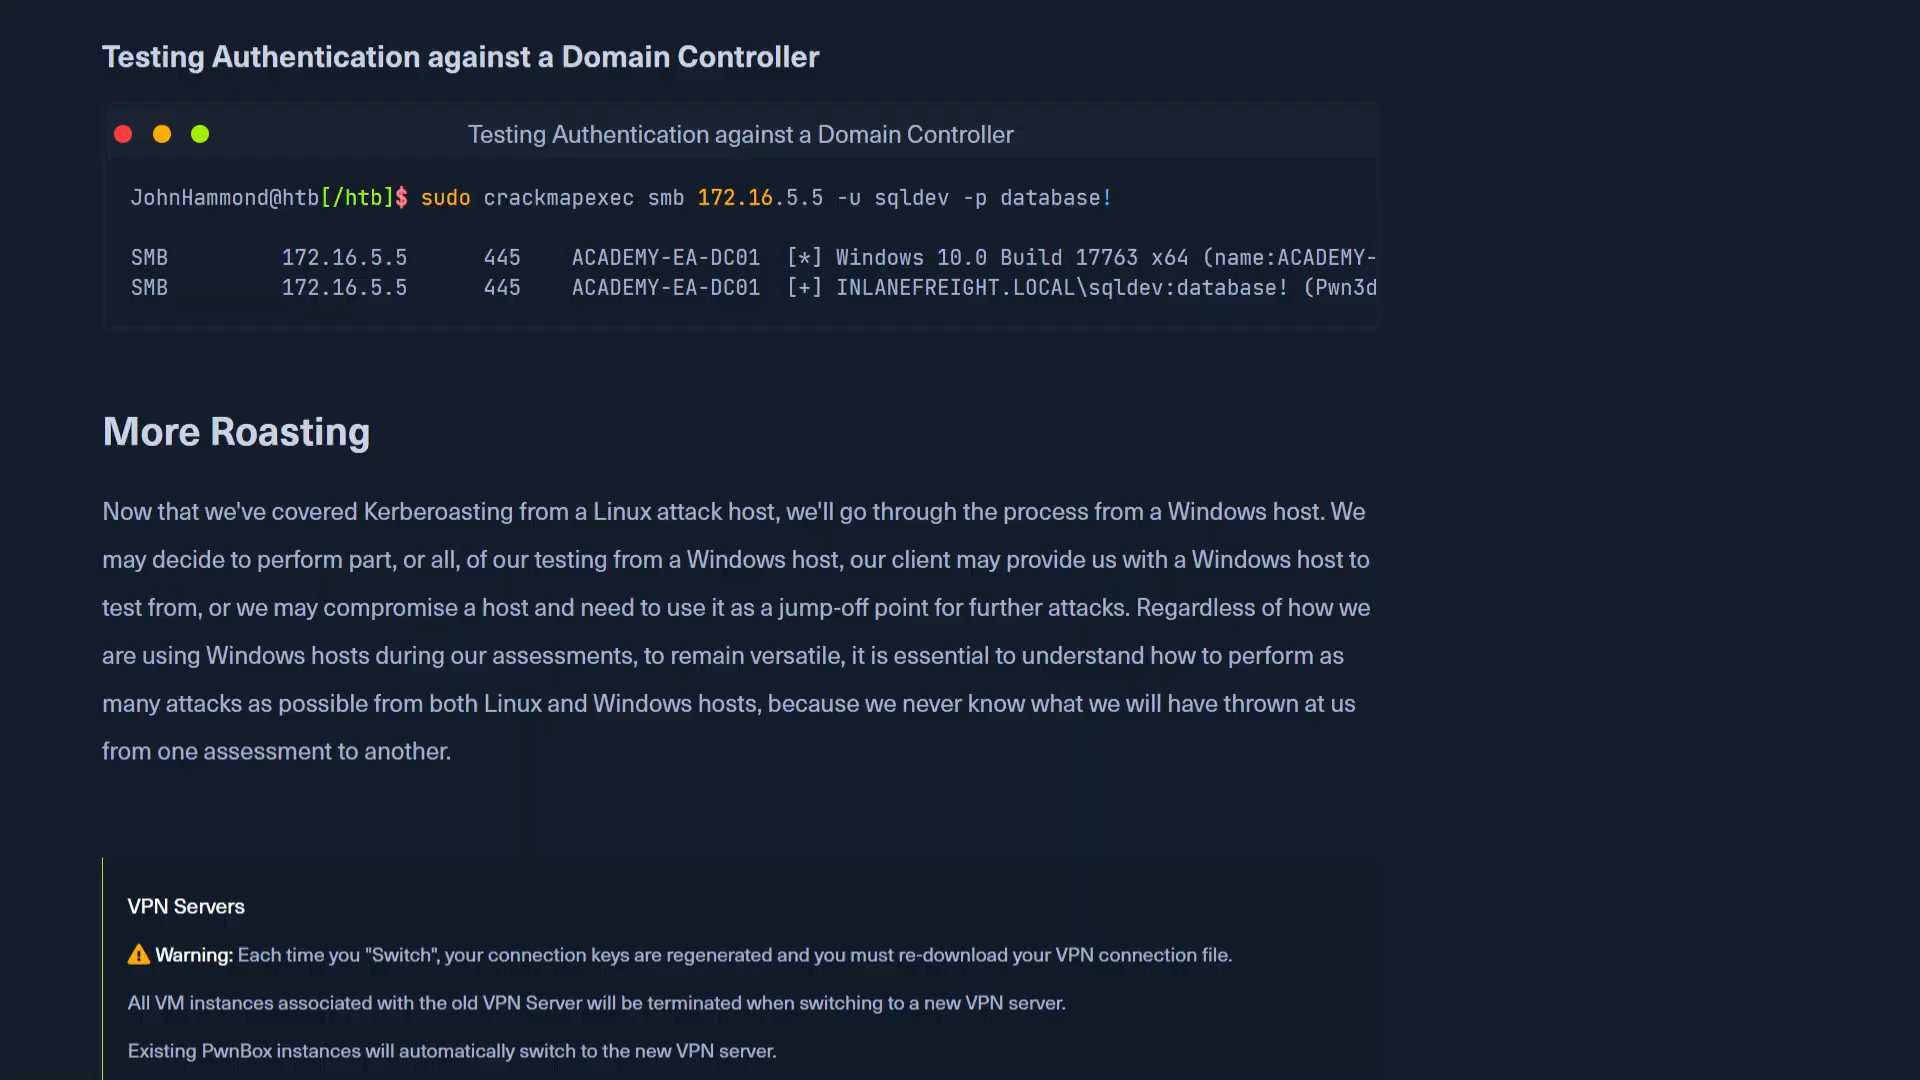 Testing Authentication against a Domain Controller
Testing Authentication against a Domain Controller
JohnHammond@htb[/htb]$ sudo crackmapexec smb 172.16.5.5 -u sqldev -p database!
SMB 172.16.5.5 445 ACADEMY-EA-DC01 [*] Windows 10.0 Build 17763 x64 (name:ACADEMY-
SMB 172.16.5.5 445 ACADEMY-EA-DC01 [+] INLANEFREIGHT.LOCAL\sqldev:database! (Pwn3d
More Roasting
Now that we've covered Kerberoasting from a Linux attack host, we'll go through the process from a Windows host. We
may decide to perform part, or all, of our testing from a Windows host, our client may provide us with a Windows host to
test from, or we may compromise a host and need to use it as a jump-off point for further attacks. Regardless of how we
are using Windows hosts during our assessments, to remain versatile, it is essential to understand how to perform as
many attacks as possible from both Linux and Windows hosts, because we never know what we will have thrown at us
from one assessment to another.
VPN Servers
Warning: Each time you "Switch", your connection keys are regenerated and you must re-download your VPN connection file.
All VM instances associated with the old VPN Server will be terminated when switching to a new VPN server.
Existing PwnBox instances will automatically switch to the new VPN server.